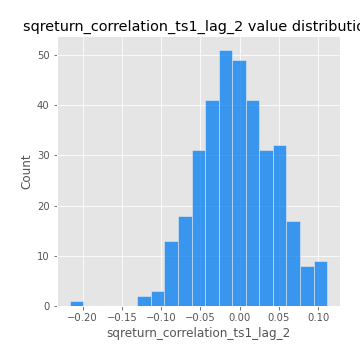 sqreturn_correlation_ts1_lag_2 value distributio
50
40
30
20
10
0
Count
−0.20 −0.15 −0.10 −0.05 0.00 0.05 0.10
sqreturn_correlation_ts1_lag_2